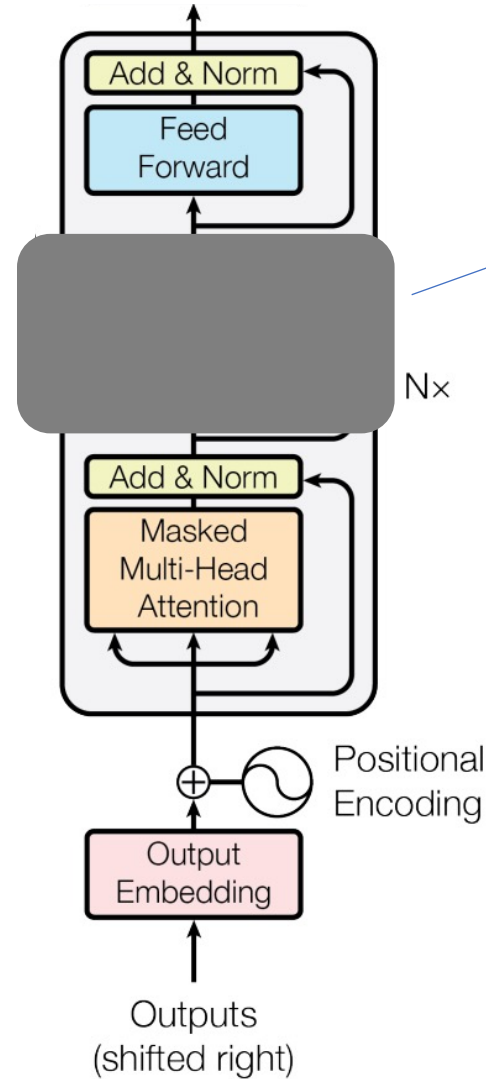 Add & Norm
Feed
Forward
N×
Add & Norm
Masked
Multi-Head
Attention
Positional
Encoding
Output
Embedding
Outputs
(shifted right)